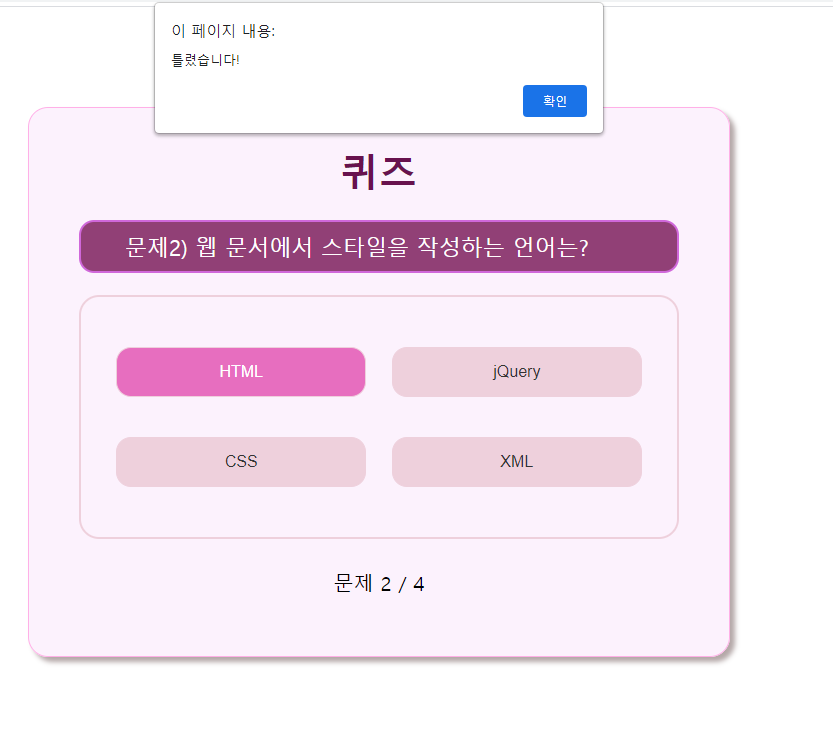 이 페이지 내용:
틀렸습니다!
확인
퀴즈
문제2) 웹 문서에서 스타일을 작성하는 언어는?
HTML
jQuery
CSS
XML
문제 2 / 4